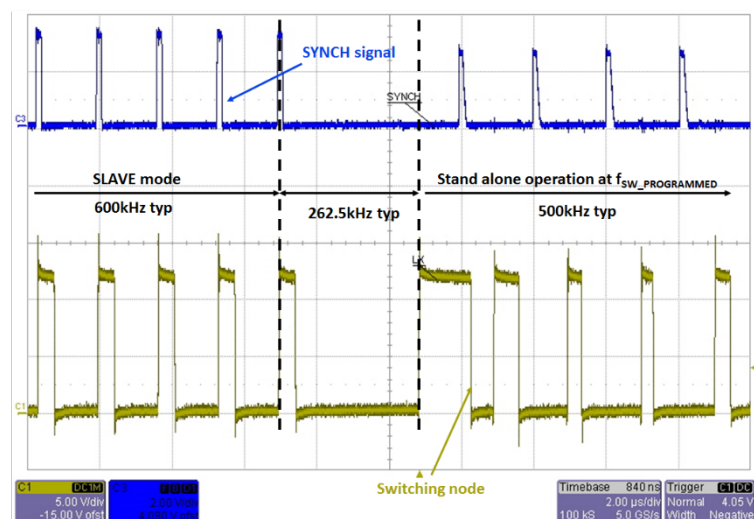 SYNCH signal
C3
SYNCH
SLAVE mode
Stand alone operation at fSW_PROGRAMMED
600kHz typ
262.5kHz typ
500kHz typ
LX
C1
Switching node
C1 DC1M
5.00 V/div
-15.00 V ofst
C3
2.00 V/div
Timebase 840 ns
2.00 µs/div
100 kS 5.0 GS/s
Trigger C1 DC
Normal 4.05 V
Width Negative